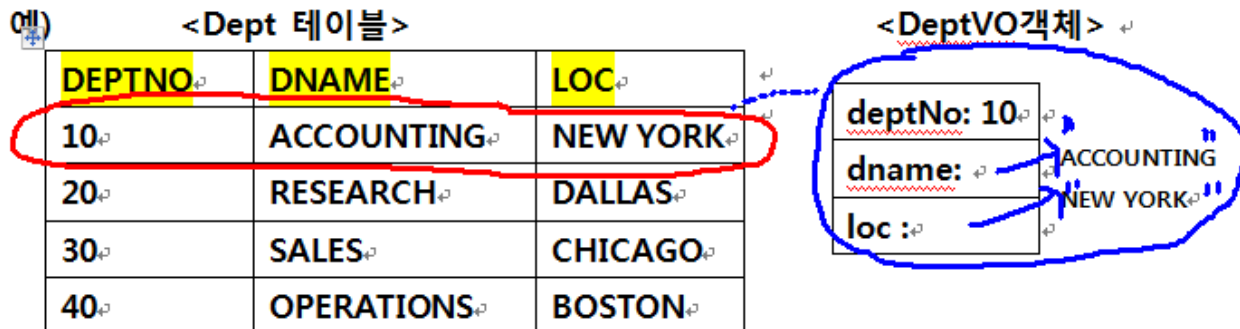 예) <Dept 테이블> <DeptVO객체>
DEPTNO DNAME LOC
10 ACCOUNTING NEW YORK
20 RESEARCH DALLAS
30 SALES CHICAGO
40 OPERATIONS BOSTON
deptNo: 10
dname: "ACCOUNTING"
loc : "NEW YORK"